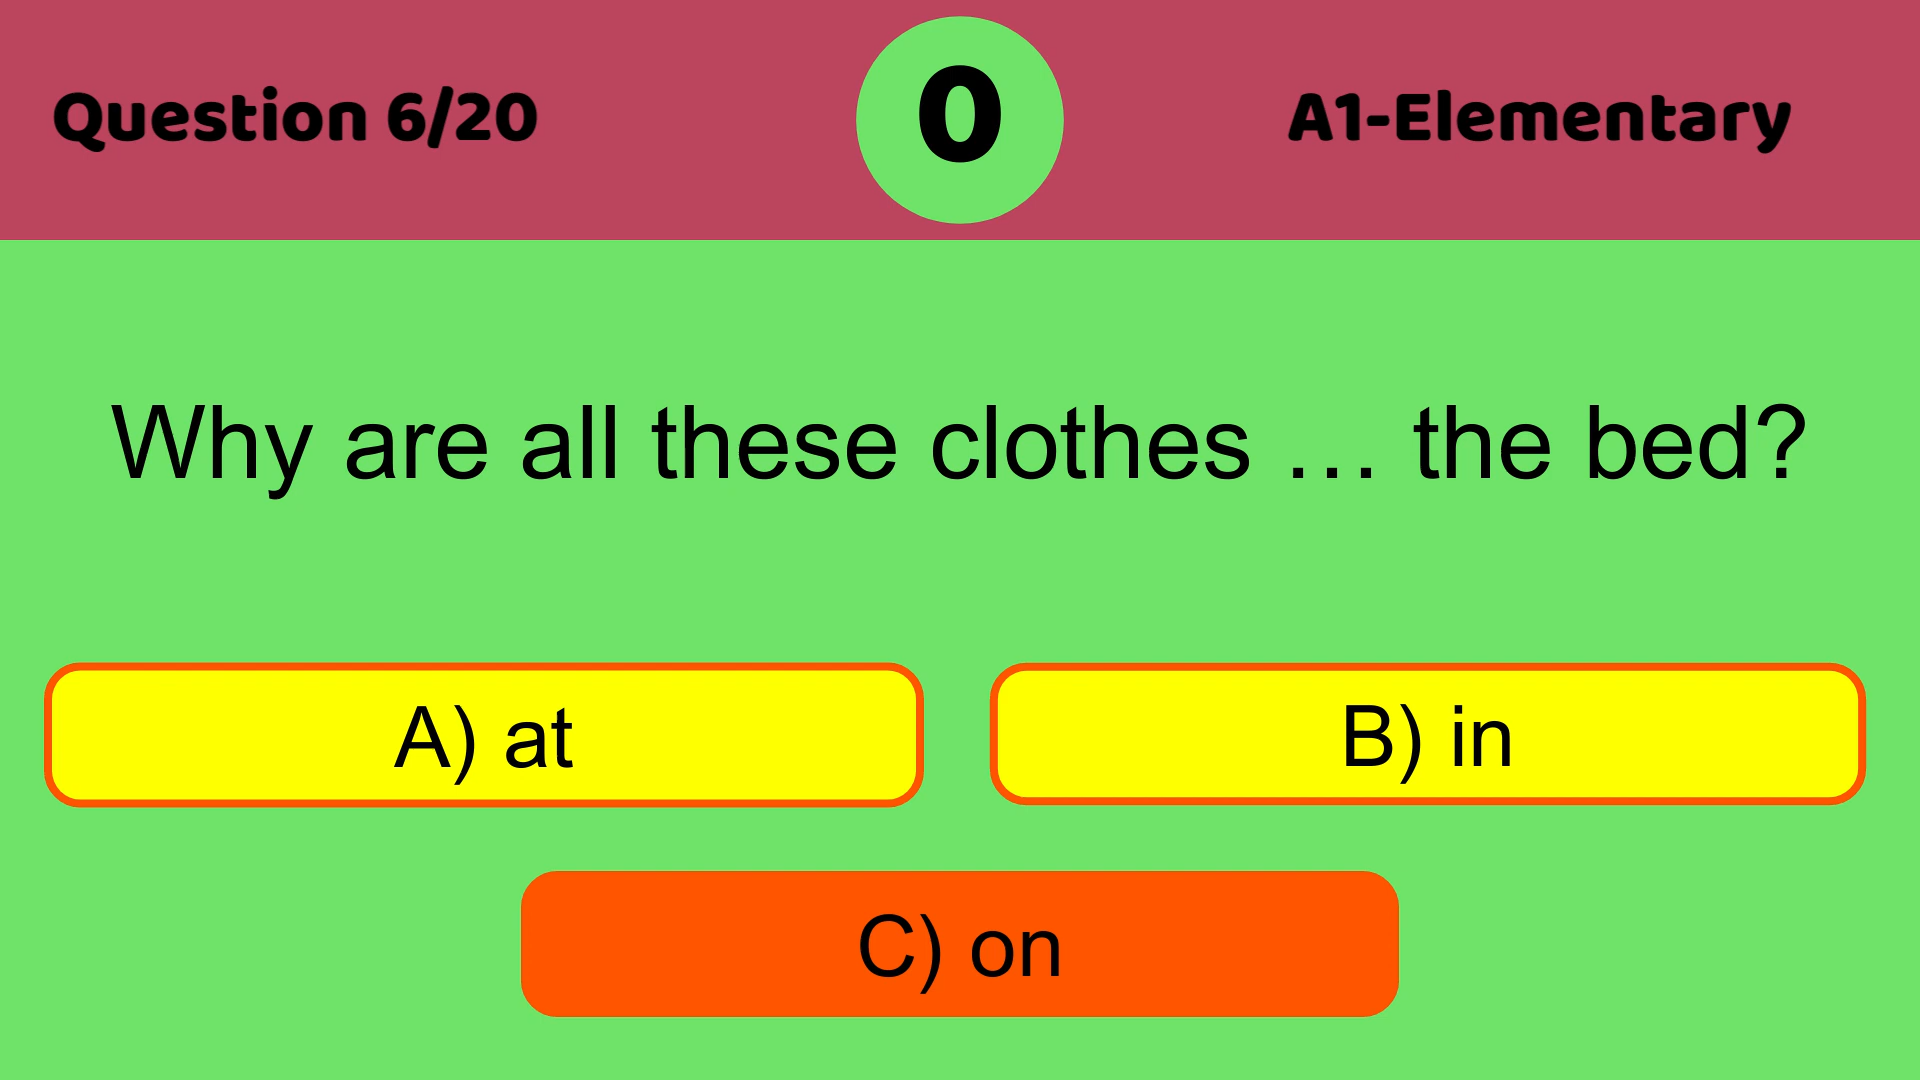 Question 6/20
0
A1-Elementary
Why are all these clothes … the bed?
A) at
B) in
C) on